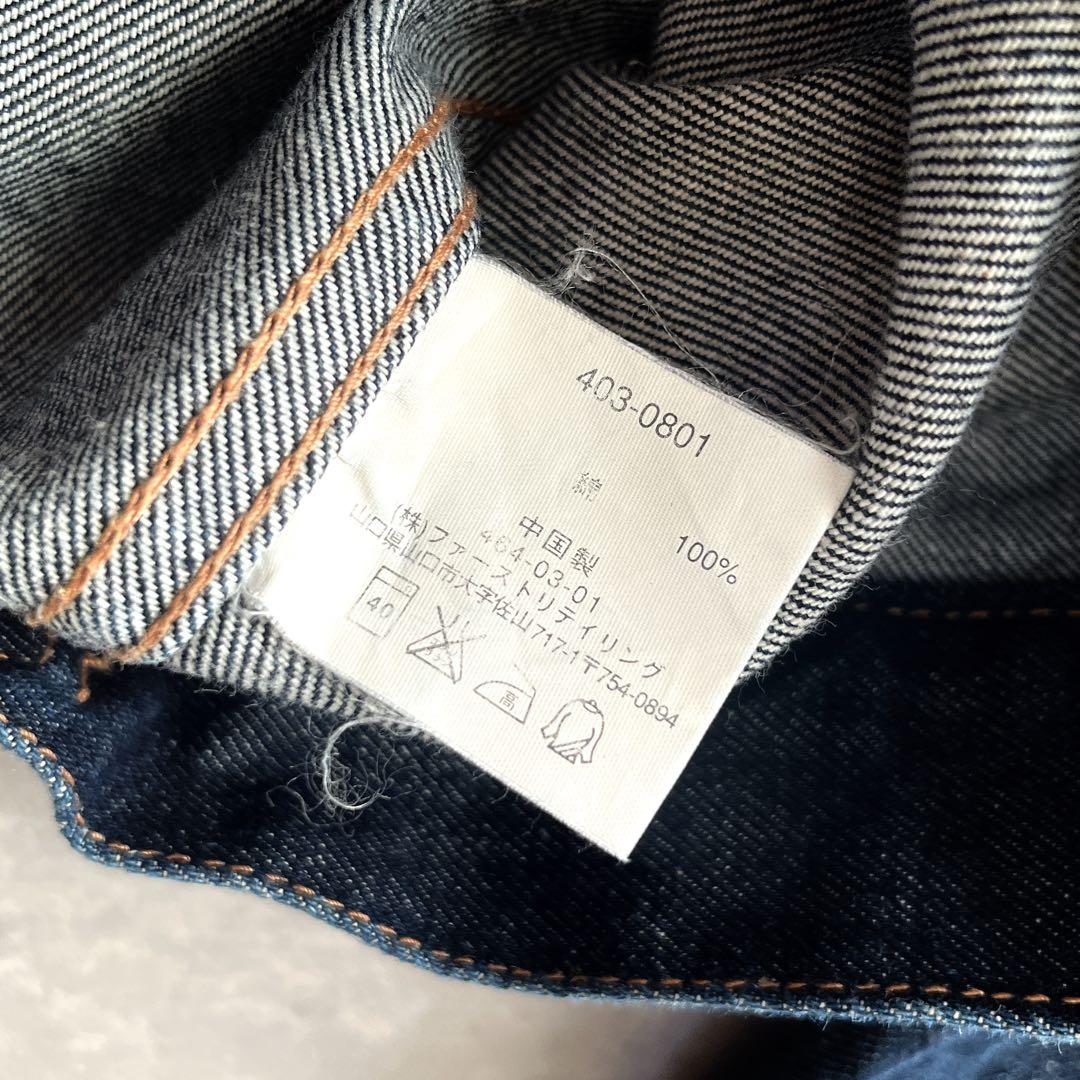 403-0801
綿 100%
中国製
464-03-01
(株)ファーストリテイリング
山口県山口市大字佐山717-1〒754-0894
40
高